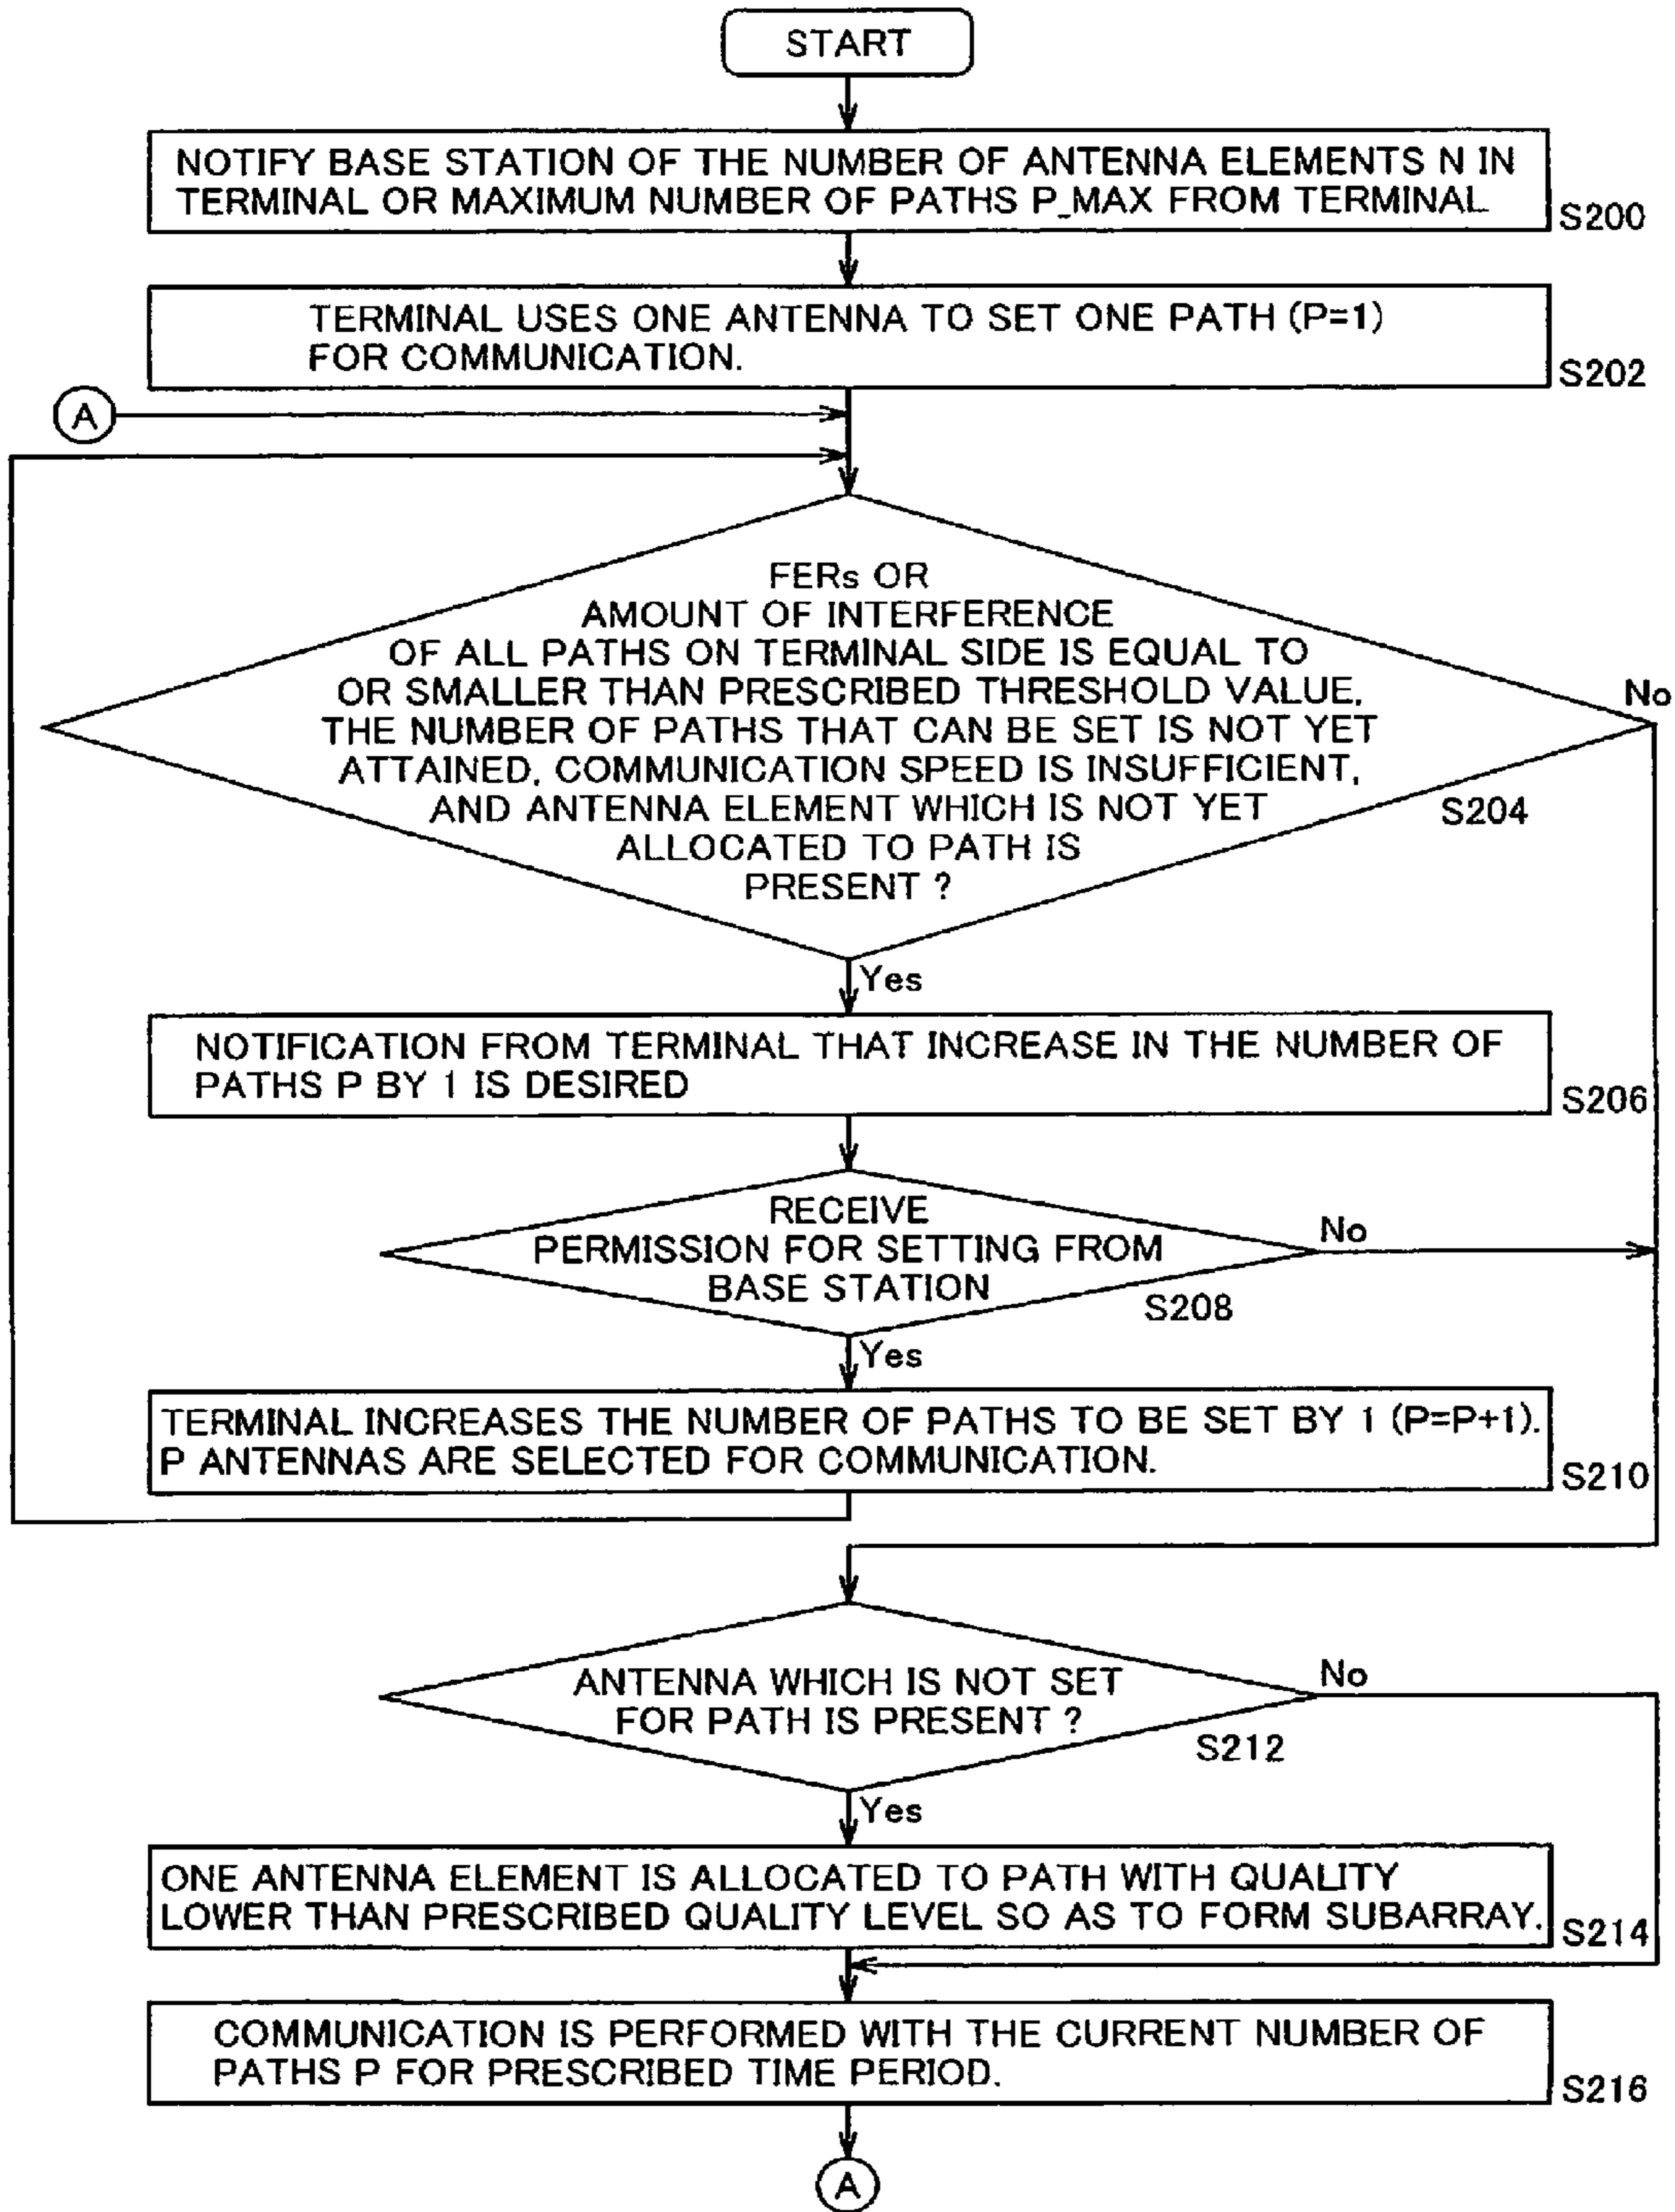 START
NOTIFY BASE STATION OF THE NUMBER OF ANTENNA ELEMENTS N IN
TERMINAL OR MAXIMUM NUMBER OF PATHS P_MAX FROM TERMINAL
S200
TERMINAL USES ONE ANTENNA TO SET ONE PATH (P=1)
FOR COMMUNICATION.
S202
A
FERs OR
AMOUNT OF INTERFERENCE
OF ALL PATHS ON TERMINAL SIDE IS EQUAL TO
OR SMALLER THAN PRESCRIBED THRESHOLD VALUE,
THE NUMBER OF PATHS THAT CAN BE SET IS NOT YET
ATTAINED, COMMUNICATION SPEED IS INSUFFICIENT,
AND ANTENNA ELEMENT WHICH IS NOT YET
ALLOCATED TO PATH IS
PRESENT ?
No
S204
Yes
NOTIFICATION FROM TERMINAL THAT INCREASE IN THE NUMBER OF
PATHS P BY 1 IS DESIRED
S206
RECEIVE
PERMISSION FOR SETTING FROM
BASE STATION
No
S208
Yes
TERMINAL INCREASES THE NUMBER OF PATHS TO BE SET BY 1 (P=P+1).
P ANTENNAS ARE SELECTED FOR COMMUNICATION.
S210
ANTENNA WHICH IS NOT SET
FOR PATH IS PRESENT ?
No
S212
Yes
ONE ANTENNA ELEMENT IS ALLOCATED TO PATH WITH QUALITY
LOWER THAN PRESCRIBED QUALITY LEVEL SO AS TO FORM SUBARRAY.
S214
COMMUNICATION IS PERFORMED WITH THE CURRENT NUMBER OF
PATHS P FOR PRESCRIBED TIME PERIOD.
S216
A